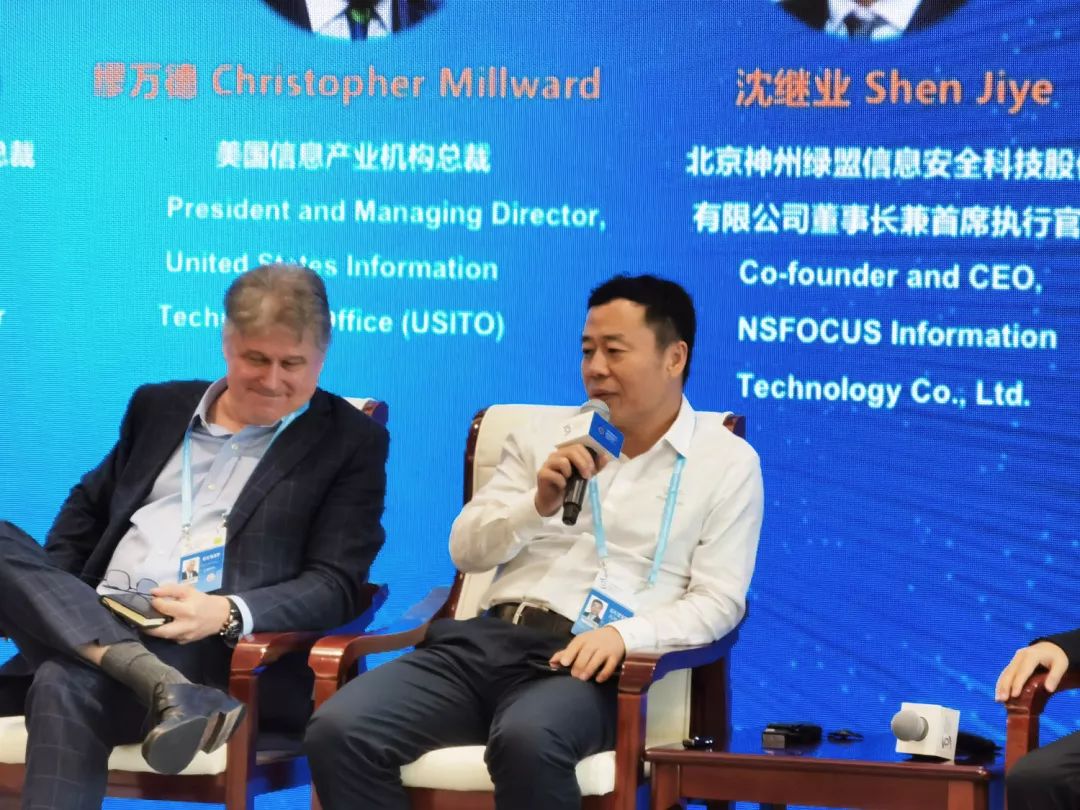 总裁
r
缪万德 Christopher Millward
美国信息产业机构总裁
President and Managing Director,
United States Information
Office (USITO)
沈继业 Shen Jiye
北京神州绿盟信息安全科技股份
有限公司董事长兼首席执行官
Co-founder and CEO,
NSFOCUS Information
Technology Co., Ltd.